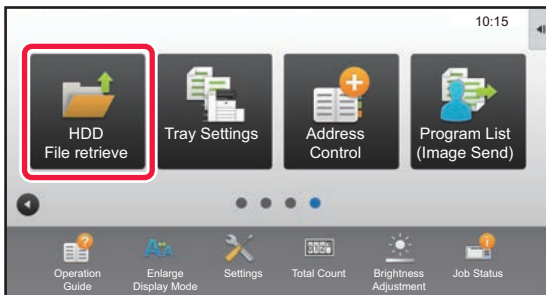 10:15
HDD
File retrieve
Tray Settings
Address
Control
Program List
(Image Send)
Operation
Guide
Enlarge
Display Mode
Settings
Total Count
Brightness
Adjustment
Job Status